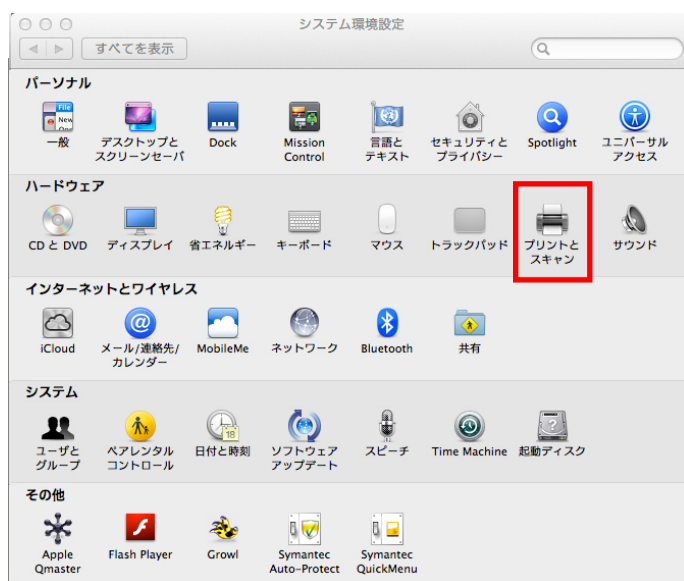 システム環境設定
すべてを表示
パーソナル
一般
デスクトップと
スクリーンセーバ
Dock
Mission
Control
言語と
テキスト
セキュリティと
プライバシー
Spotlight
ユニバーサル
アクセス
ハードウェア
CD と DVD
ディスプレイ
省エネルギー
キーボード
マウス
トラックパッド
プリントと
スキャン
サウンド
インターネットとワイヤレス
iCloud
メール/連絡先/
カレンダー
MobileMe
ネットワーク
Bluetooth
共有
システム
ユーザと
グループ
ペアレンタル
コントロール
日付と時刻
18
ソフトウェア
アップデート
スピーチ
Time Machine
起動ディスク
その他
Apple
Qmaster
Flash Player
Growl
Symantec
Auto-Protect
Symantec
QuickMenu